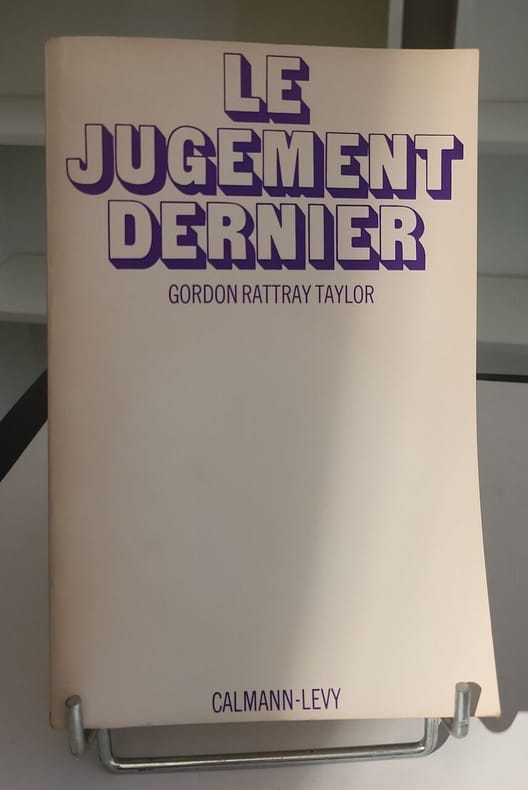 LE
JUGEMENT
DERNIER
GORDON RATTRAY TAYLOR
CALMANN-LEVY